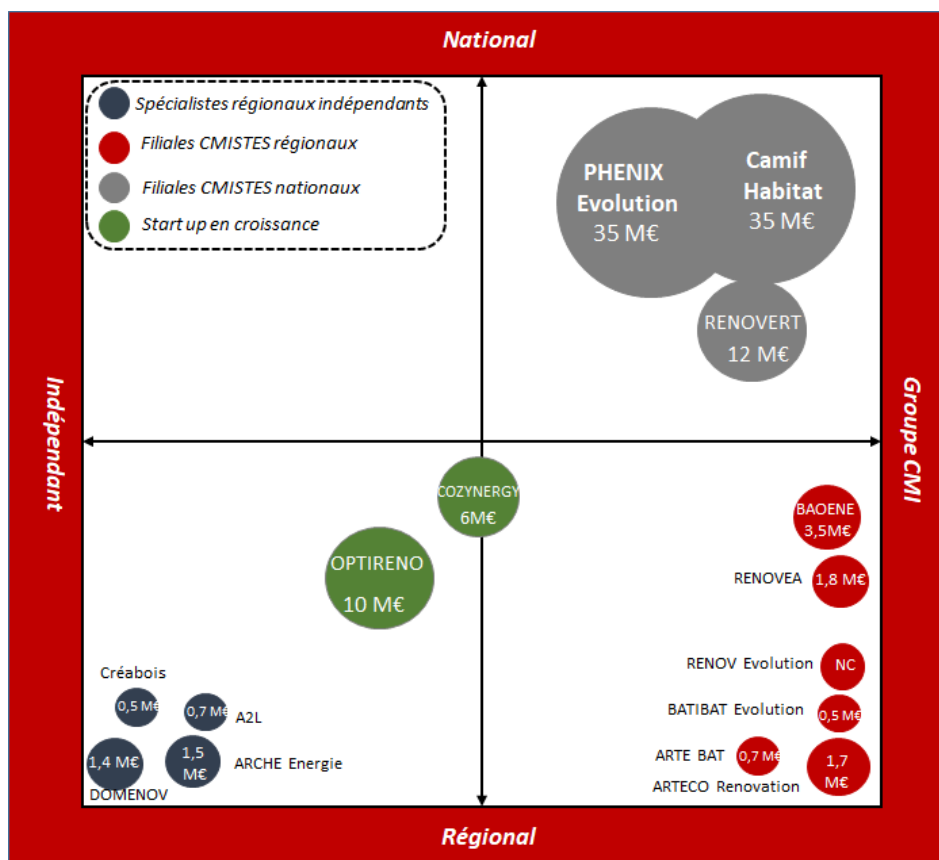 National
Spécialistes régionaux indépendants
Filiales CMISTES régionaux
Filiales CMISTES nationaux
Start up en croissance
PHENIX
Evolution
35 M€
Camif
Habitat
35 M€
RENOVERT
12 M€
Indépendant
Groupe CMI
COZYNERGY
6M€
OPTIRENO
10 M€
BAOENE
3,5M€
RENOVEA
1,8 M€
RENOV Evolution
NC
BATIBAT Evolution
0,5 M€
ARTE BAT
0,7 M€
ARTECO Renovation
1,7
M€
Créabois
0,5 M€
0,7 M€
A2L
1,4 M€
DOMENOV
1,5
M€
ARCHE Energie
Régional